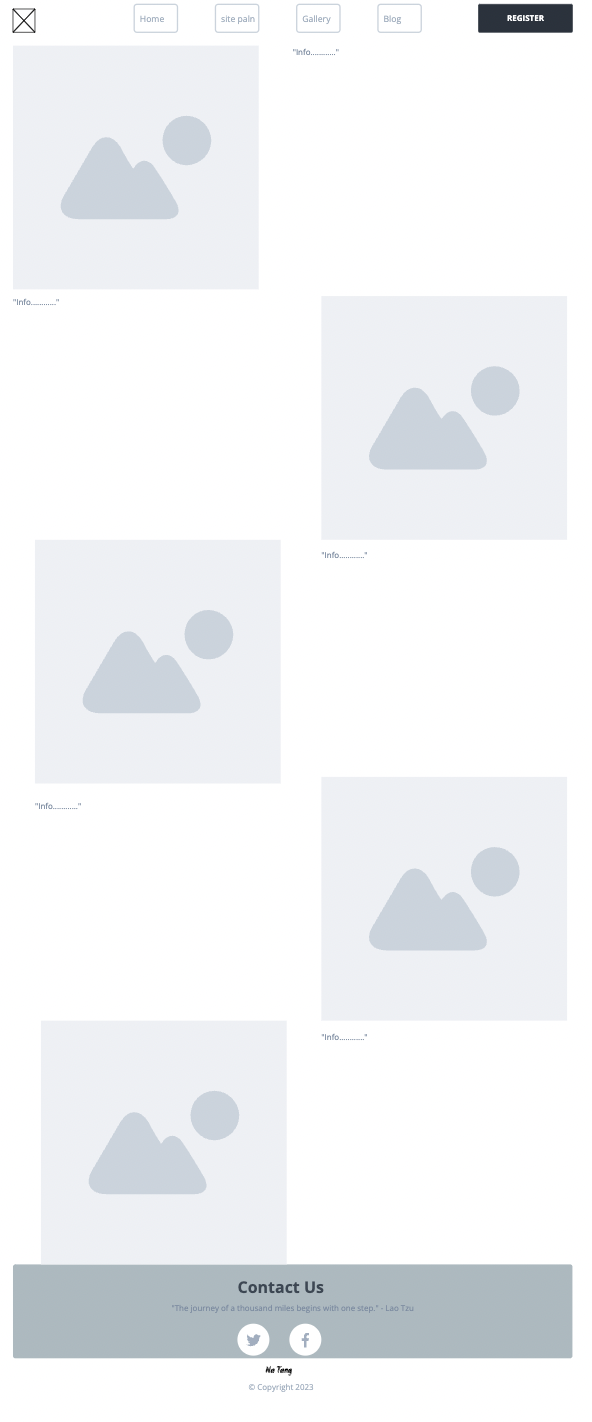 Home
site paln
Gallery
Blog
REGISTER
"Info............"
"Info............"
"Info............"
"Info............"
"Info............"
Contact Us
"The journey of a thousand miles begins with one step." - Lao Tzu
© Copyright 2023